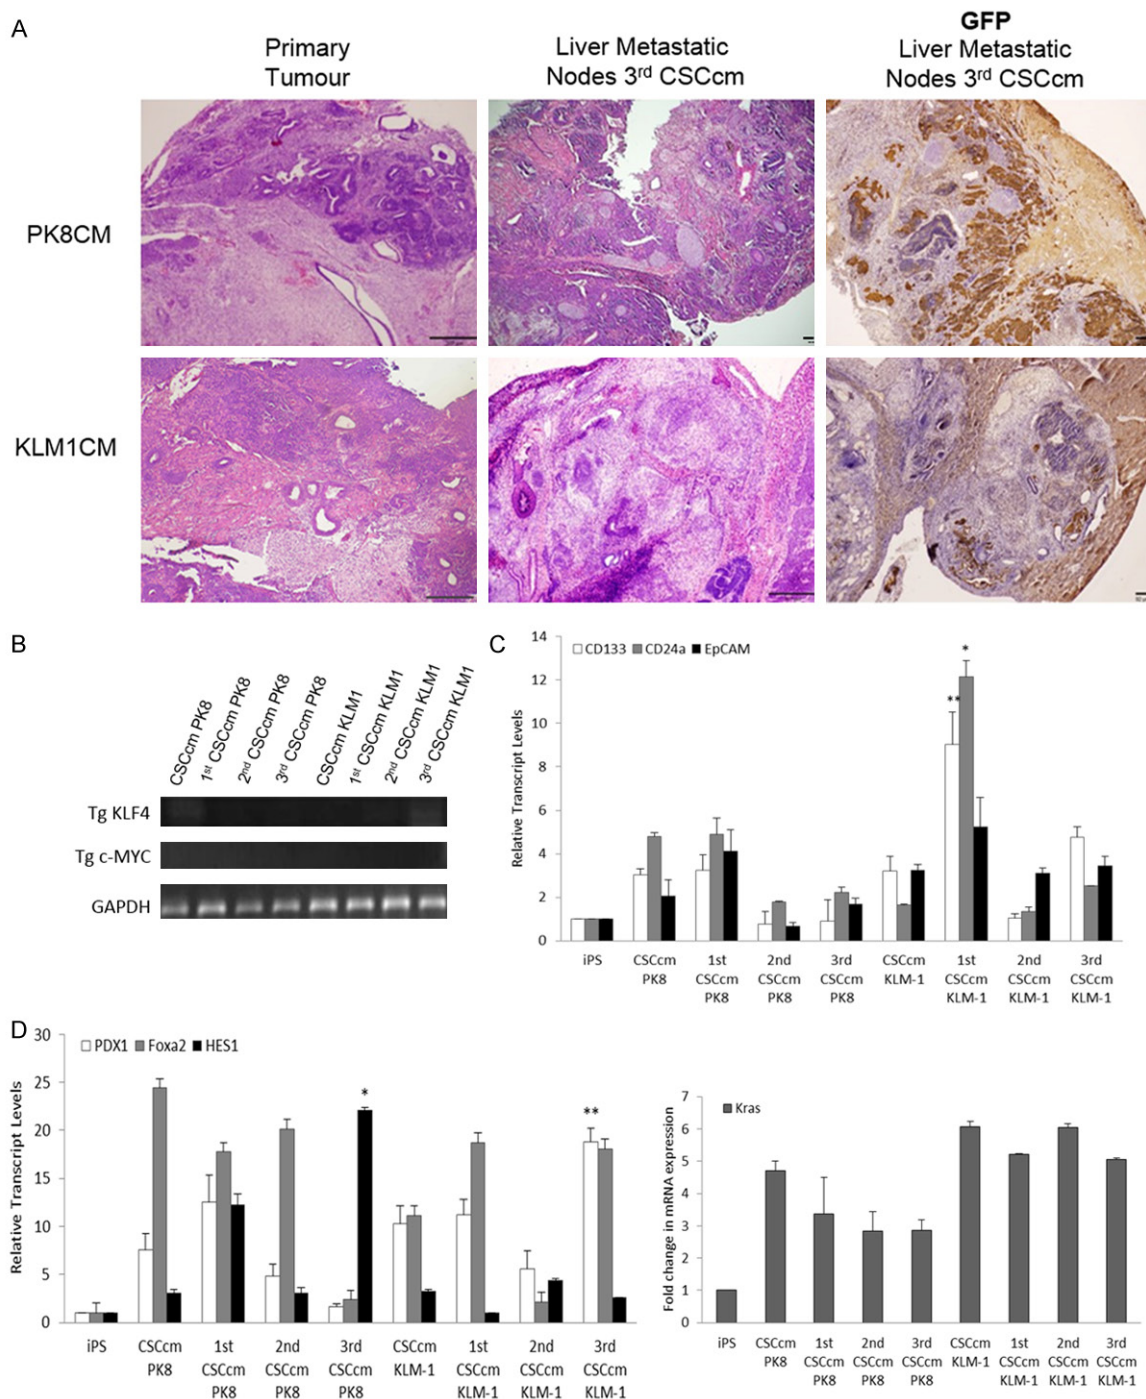 A
Primary
Tumour
Liver Metastatic
Nodes 3rd CSCcm
GFP
Liver Metastatic
Nodes 3rd CSCcm
PK8CM
KLM1CM
B
CSCcm PK8
1st CSCcm PK8
2nd CSCcm PK8
3rd CSCcm PK8
CSCcm KLM1
1st CSCcm KLM1
2nd CSCcm KLM1
3rd CSCcm KLM1
Tg KLF4
Tg c-MYC
GAPDH
C
Relative Transcript Levels
14
12
10
8
6
4
2
0
CD133 CD24a EpCAM
**
*
iPS
CSCcm
PK8
1st
CSCcm
PK8
2nd
CSCcm
PK8
3rd
CSCcm
PK8
CSCcm
KLM-1
1st
CSCcm
KLM-1
2nd
CSCcm
KLM-1
3rd
CSCcm
KLM-1
D
Relative Transcript Levels
30
25
20
15
10
5
0
PDX1 Foxa2 HES1
*
**
iPS
CSCcm
PK8
1st
CSCcm
PK8
2nd
CSCcm
PK8
3rd
CSCcm
PK8
CSCcm
KLM-1
1st
CSCcm
KLM-1
2nd
CSCcm
KLM-1
3rd
CSCcm
KLM-1
Fold change in mRNA expression
7
6
5
4
3
2
1
0
Kras
iPS
CSCcm
PK8
1st
CSCcm
PK8
2nd
CSCcm
PK8
3rd
CSCcm
PK8
CSCcm
KLM-1
1st
CSCcm
KLM-1
2nd
CSCcm
KLM-1
3rd
CSCcm
KLM-1